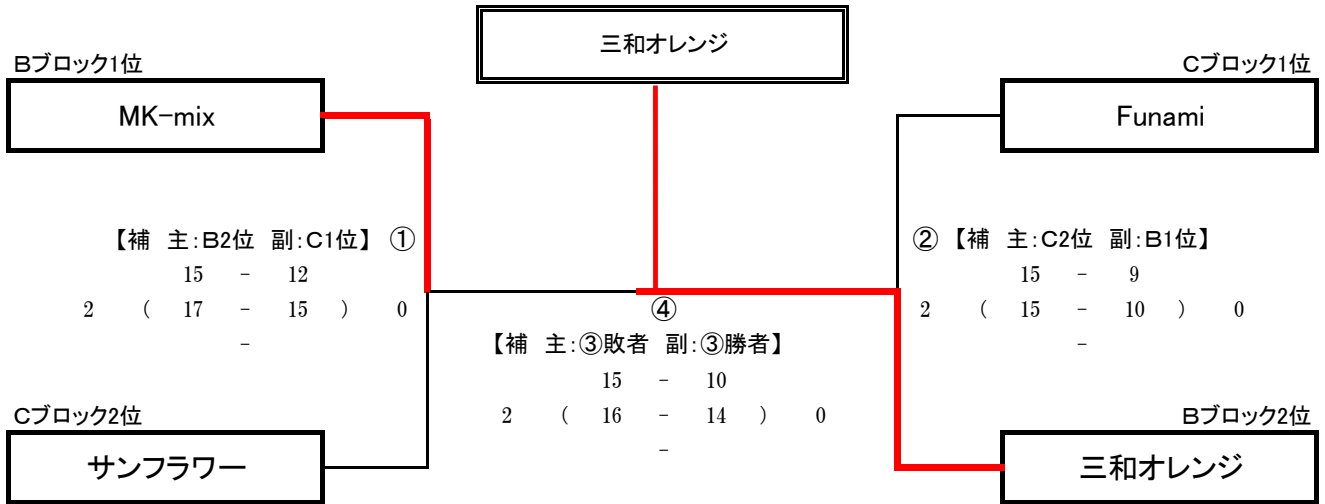 三和オレンジ
Bブロック1位
Cブロック1位
MK-mix
Funami
【補 主:B2位 副:C1位】 ①
② 【補 主:C2位 副:B1位】
15 - 12
15 - 9
2 ( 17 - 15 ) 0
2 ( 15 - 10 ) 0
-
-
④
【補 主:③敗者 副:③勝者】
15 - 10
2 ( 16 - 14 ) 0
-
Cブロック2位
Bブロック2位
サンフラワー
三和オレンジ